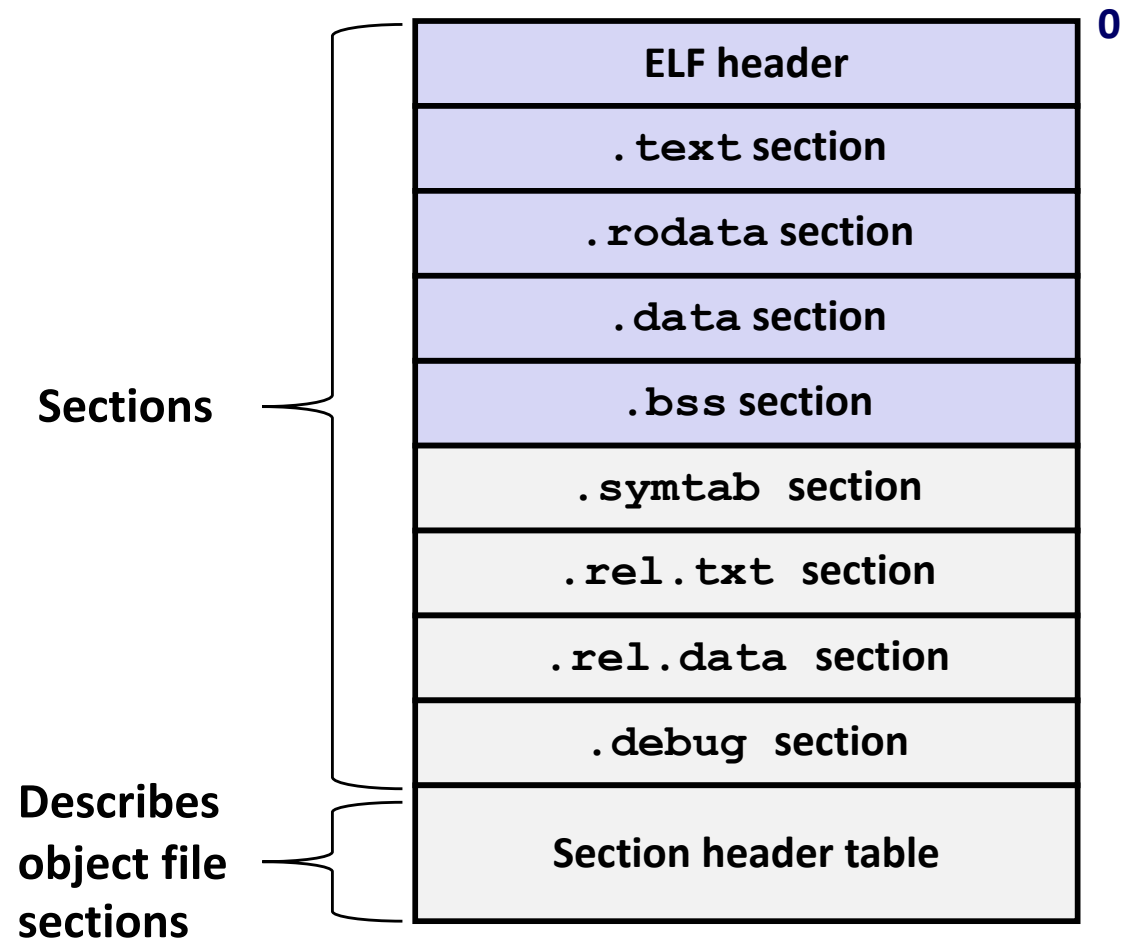 0
ELF header
.text section
.rodata section
.data section
Sections
.bss section
.symtab section
.rel.txt section
.rel.data section
.debug section
Describes
object file
sections
Section header table